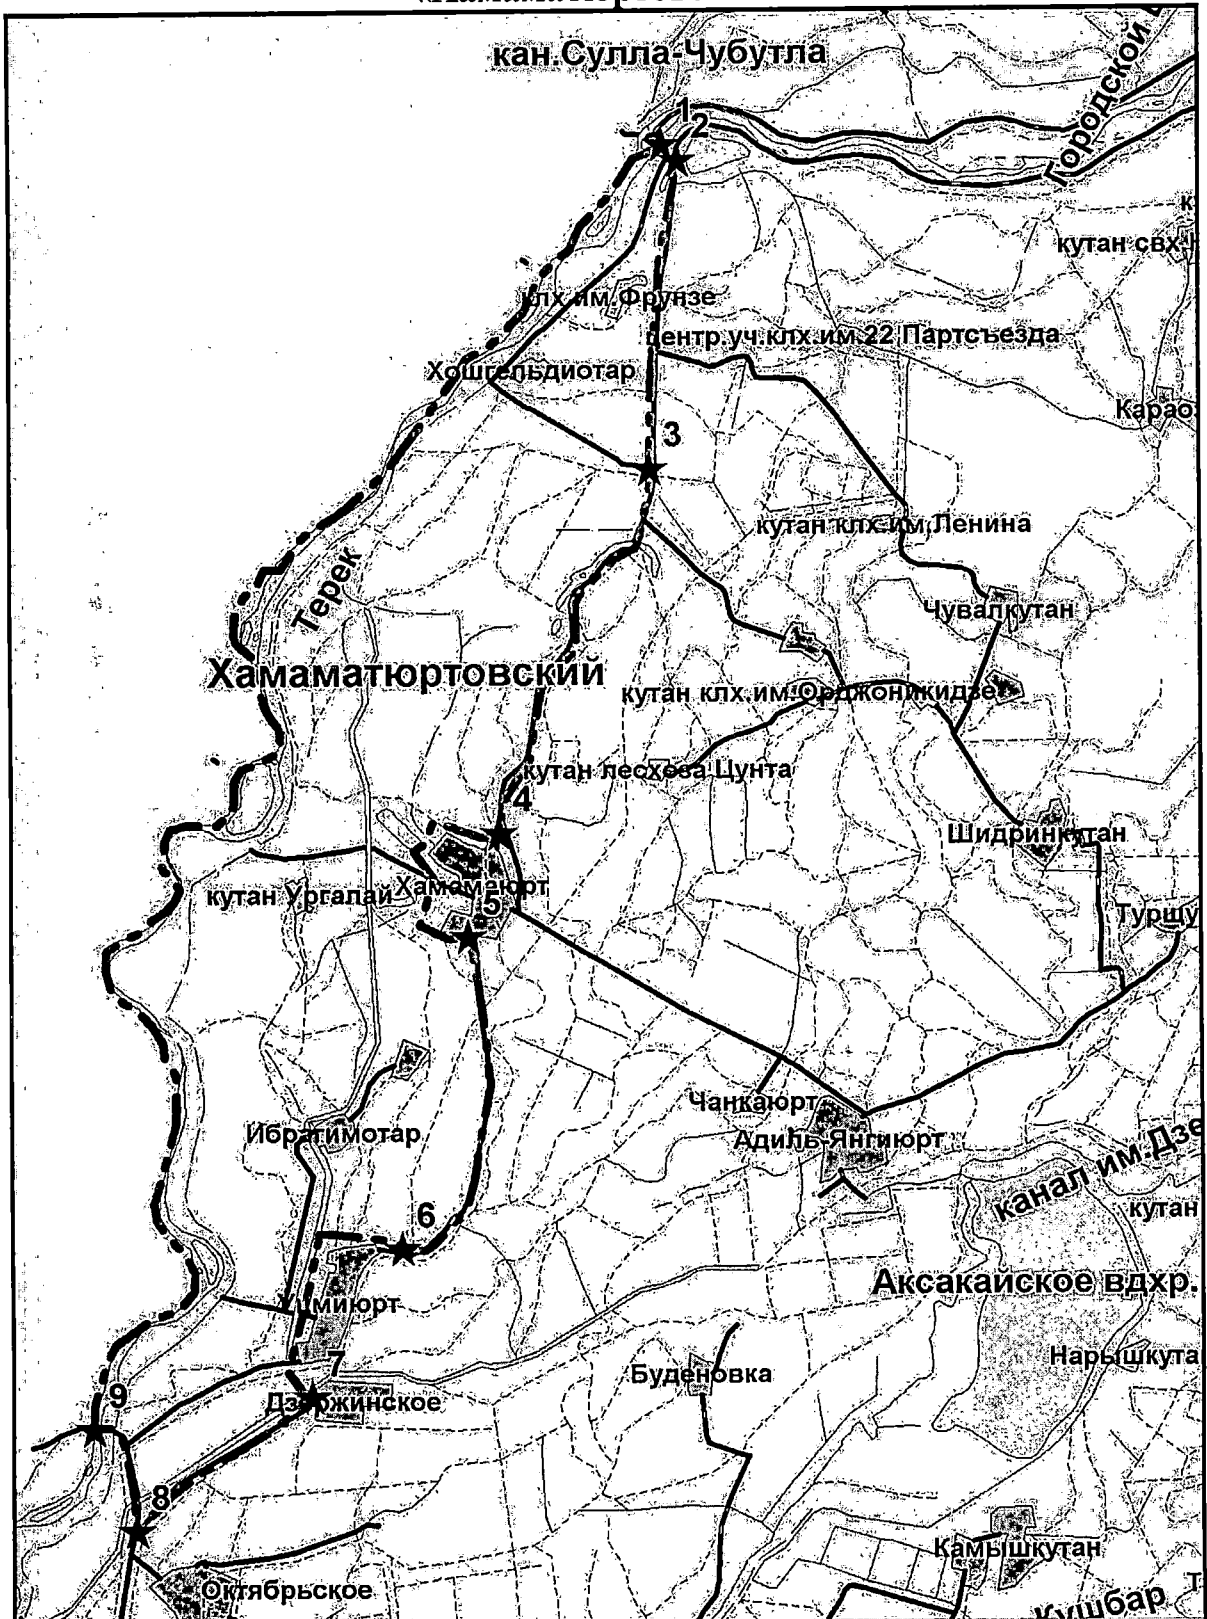 кан.Сулла-Чубутла
Городской
1
2
кутан свх.
клх.им.Фрунзе
центр.уч.клх.им.22 Партсъезда
Хошгельдиотар
3
кутан клх.им.Ленина
Терек
Чувалкутан
Хамаматюртовский
кутан клх.им.Орджоникидзе
кутан лесхоза Цунта
4
Шидринкутан
Хамаматюрт
кутан Ургалай
5
Турщу
Чанкаюрт
Ибрагимотар
Адиль-Янгиюрт
канал им.Дзе
кутан
6
Аксакайское вдхр.
Уцмиюрт
7
Нарышкута
Буденовка
9
Дзержинское
8
Камышкутан
Октябрьское
Кушбар